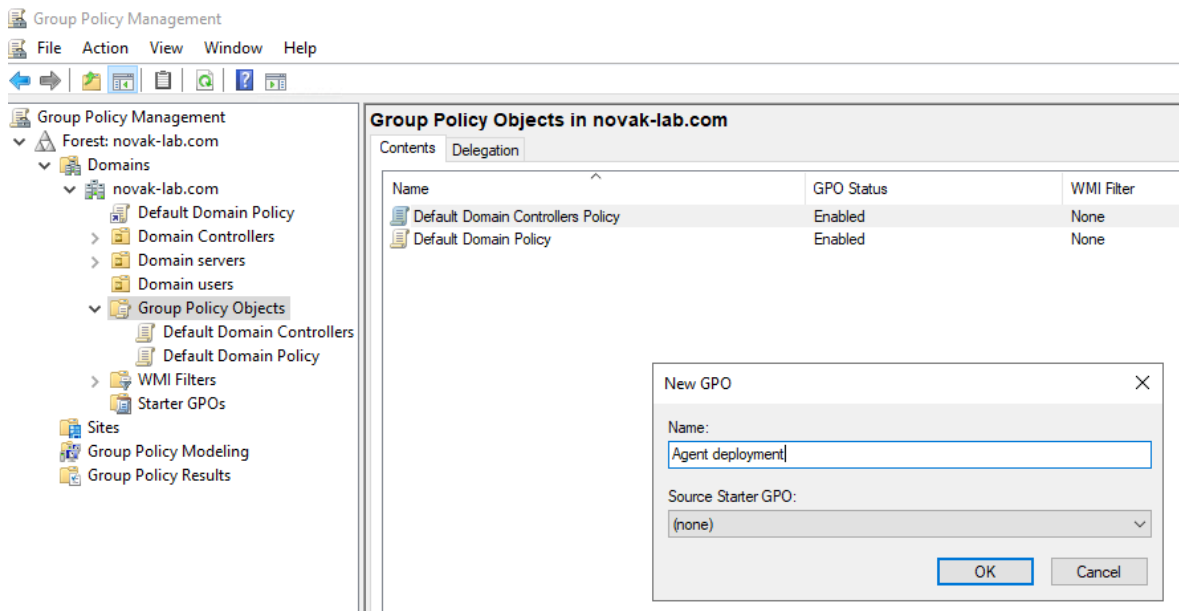 Group Policy Management
File Action View Window Help
Group Policy Management
Forest: novak-lab.com
Domains
novak-lab.com
Default Domain Policy
Domain Controllers
Domain servers
Domain users
Group Policy Objects
Default Domain Controllers
Default Domain Policy
WMI Filters
Starter GPOs
Sites
Group Policy Modeling
Group Policy Results
Group Policy Objects in novak-lab.com
Contents Delegation
Name GPO Status WMI Filter
Default Domain Controllers Policy Enabled None
Default Domain Policy Enabled None
New GPO
Name:
Agent deployment
Source Starter GPO:
(none)
OK Cancel